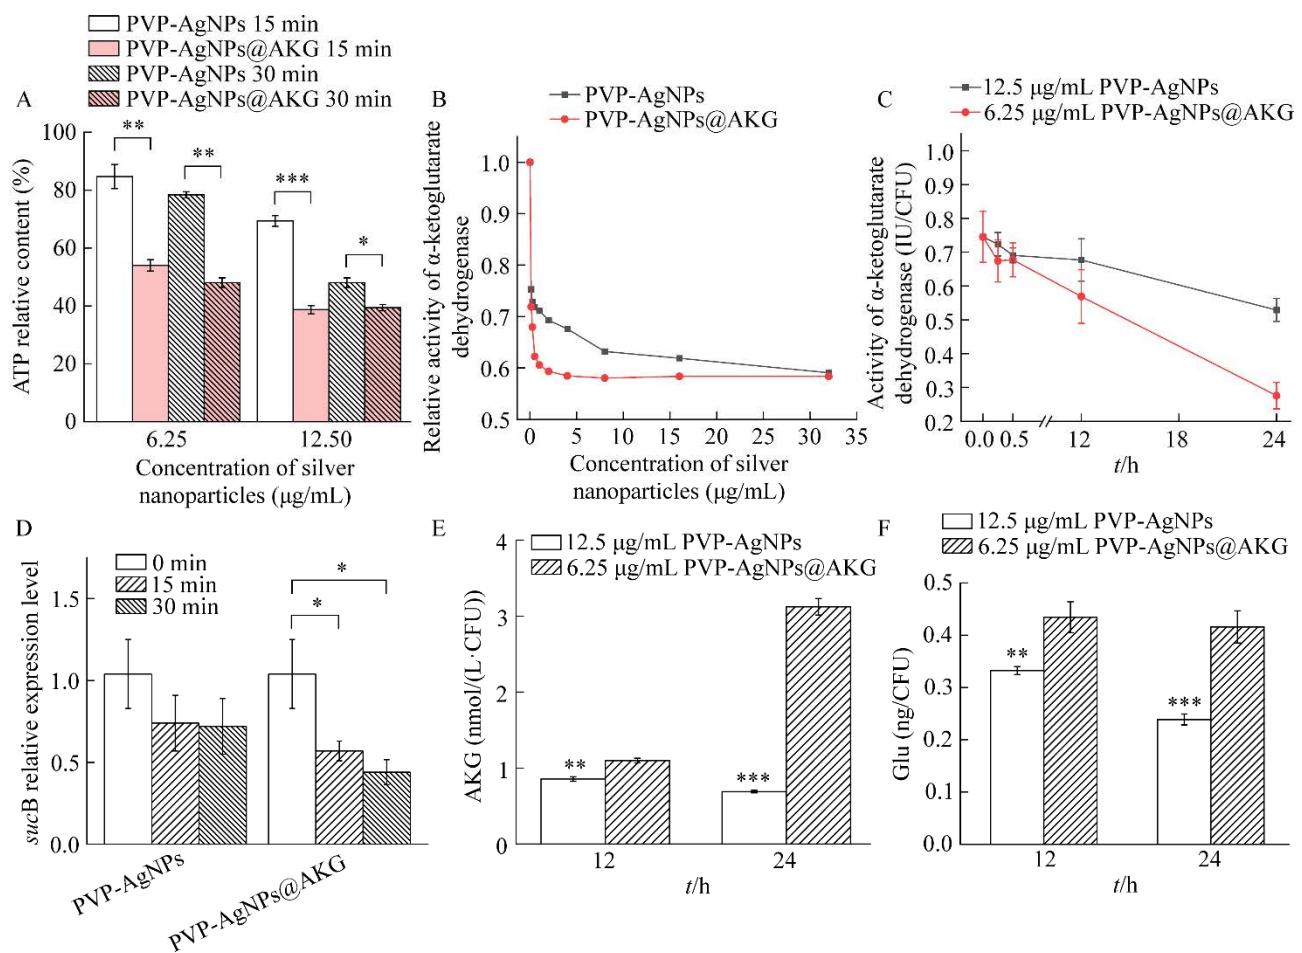 PVP-AgNPs 15 min
PVP-AgNPs@AKG 15 min
PVP-AgNPs 30 min
PVP-AgNPs@AKG 30 min
A
ATP relative content (%)
100
80
60
40
20
0
**
**
***
*
6.25
12.50
Concentration of silver
nanoparticles (μg/mL)
B
PVP-AgNPs
PVP-AgNPs@AKG
Relative activity of α-ketoglutarate
dehydrogenase
1.0
0.9
0.8
0.7
0.6
0.5
0
5
10
15
20
25
30
35
Concentration of silver
nanoparticles (μg/mL)
C
12.5 μg/mL PVP-AgNPs
6.25 μg/mL PVP-AgNPs@AKG
Activity of α-ketoglutarate
dehydrogenase (IU/CFU)
1.0
0.9
0.8
0.7
0.6
0.5
0.4
0.3
0.2
0.0
0.5
12
18
24
t/h
D
0 min
15 min
30 min
sucB relative expression level
1.5
1.0
0.5
0.0
*
*
PVP-AgNPs
PVP-AgNPs@AKG
E
12.5 μg/mL PVP-AgNPs
6.25 μg/mL PVP-AgNPs@AKG
AKG (nmol/(L·CFU))
4
3
2
1
0
**
***
12
24
t/h
F
12.5 μg/mL PVP-AgNPs
6.25 μg/mL PVP-AgNPs@AKG
Glu (ng/CFU)
0.5
0.4
0.3
0.2
0.1
0.0
**
***
12
24
t/h